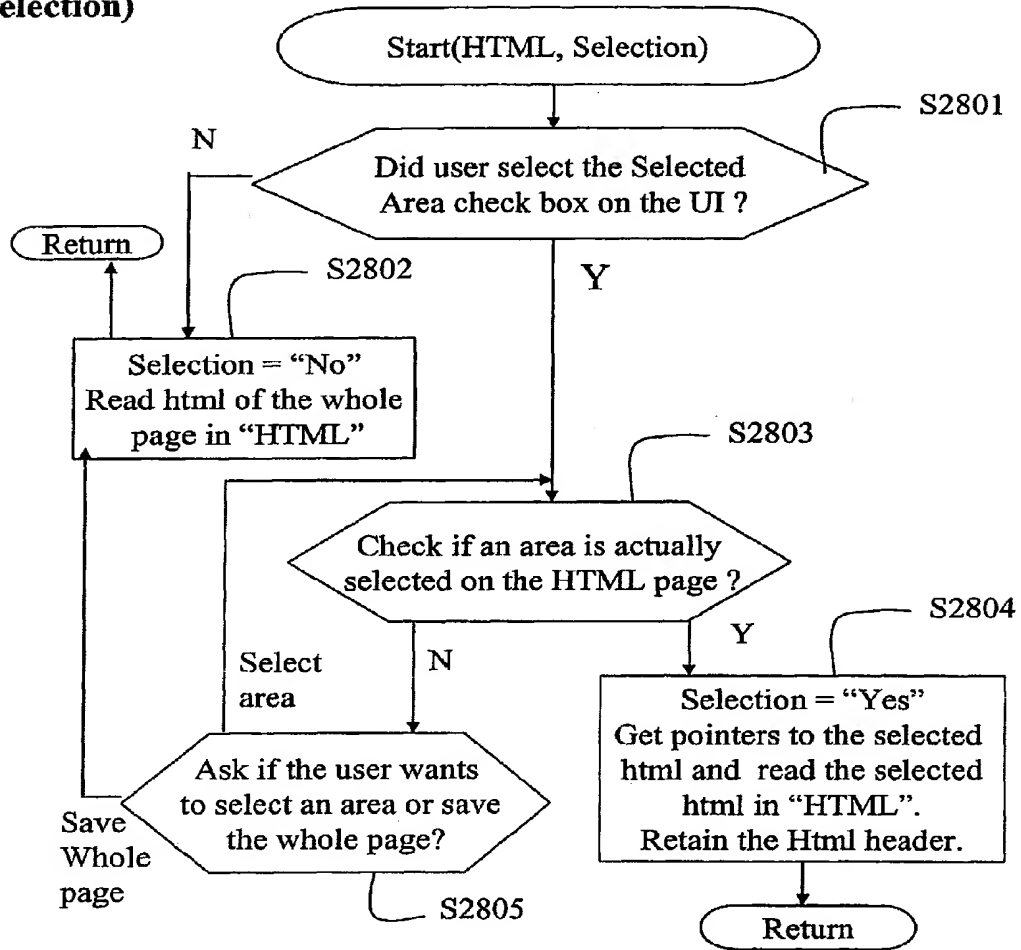 election)
Start(HTML, Selection)
S2801
N
Did user select the Selected
Area check box on the UI ?
Return
S2802
Y
Selection = “No”
Read html of the whole
page in “HTML”
S2803
Check if an area is actually
selected on the HTML page ?
S2804
Y
N
Select
area
Selection = “Yes”
Get pointers to the selected
html and read the selected
html in “HTML”.
Retain the Html header.
Ask if the user wants
to select an area or save
the whole page?
Save
Whole
page
S2805
Return